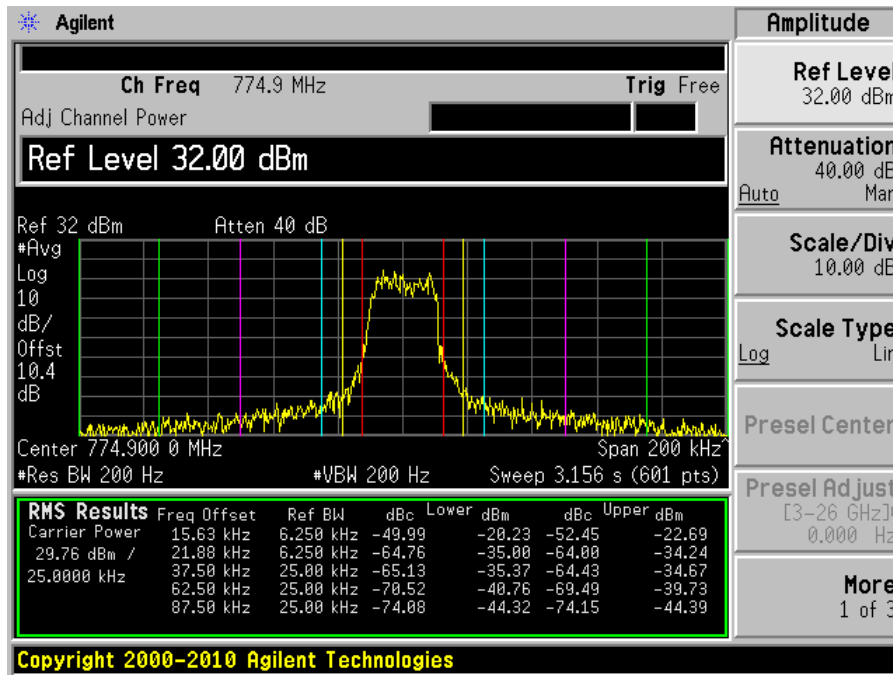 Agilent
Ch Freq 774.9 MHz Trig Free
Adj Channel Power
Ref Level 32.00 dBm
Ref 32 dBm Atten 40 dB
#Avg
Log
10
dB/
Offst
10.4
dB
Center 774.900 0 MHz Span 200 kHz^
#Res BW 200 Hz #VBW 200 Hz Sweep 3.156 s (601 pts)
RMS Results Freq Offset Ref BW dBc Lower dBm dBc Upper dBm
Carrier Power 15.63 kHz 6.250 kHz -49.99 -20.23 -52.45 -22.69
29.76 dBm / 21.88 kHz 6.250 kHz -64.76 -35.00 -64.00 -34.24
25.0000 kHz 37.50 kHz 25.00 kHz -65.13 -35.37 -64.43 -34.67
62.50 kHz 25.00 kHz -70.52 -40.76 -69.49 -39.73
87.50 kHz 25.00 kHz -74.08 -44.32 -74.15 -44.39
Copyright 2000-2010 Agilent Technologies
Amplitude
Ref Level
32.00 dBm
Attenuation
40.00 dB
Auto Man
Scale/Div
10.00 dB
Scale Type
Log Lin
Presel Center
Presel Adjust
[3-26 GHz]
0.000 Hz
More
1 of 3